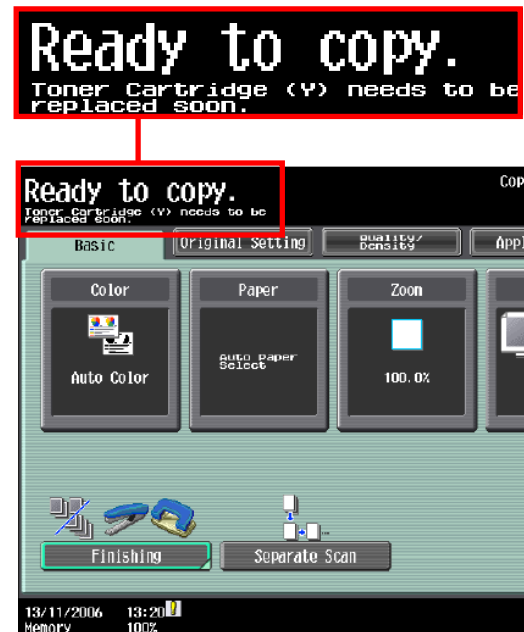 Ready to copy.
Toner Cartridge (Y) needs to be
replaced soon.
Ready to copy.
Toner Cartridge (Y) needs to be
replaced soon.
Cop
Basic
Original Setting
Quality/
Density
Appl
Color
Paper
Zoom
Auto Color
Auto Paper
Select
100.0%
Finishing
Separate Scan
13/11/2006 13:20
Memory 100%